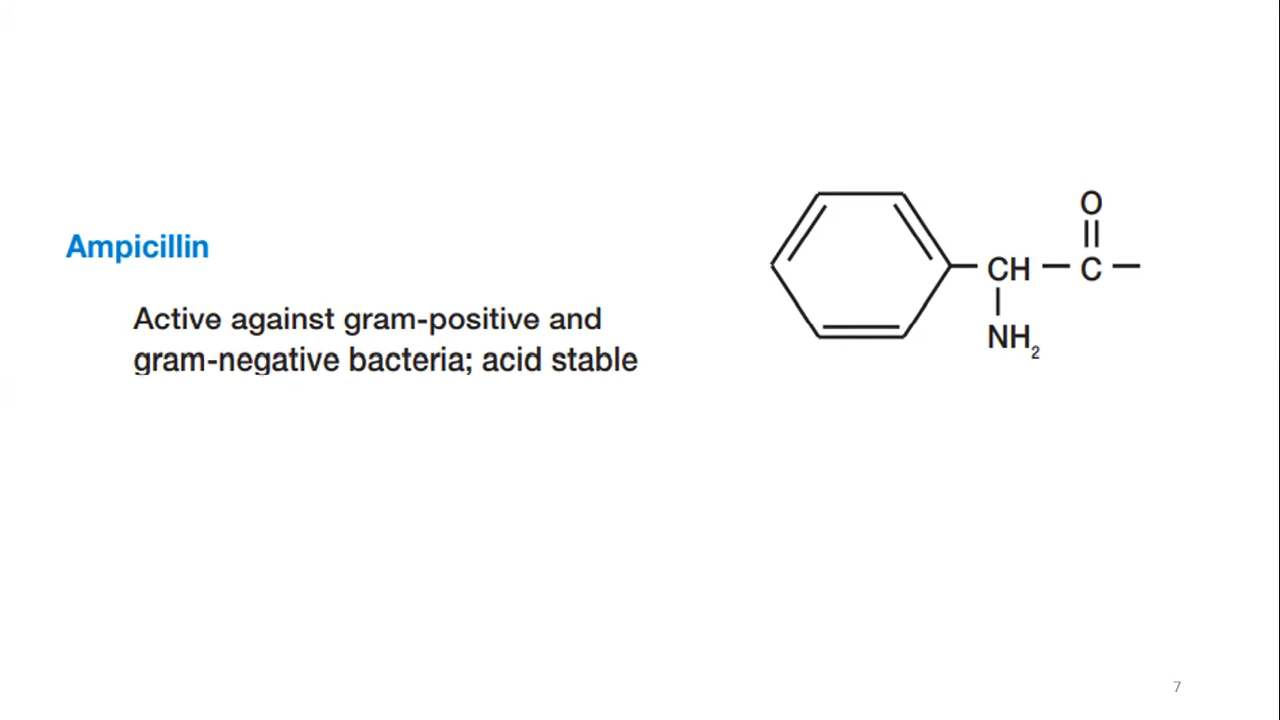 Ampicillin
Active against gram-positive and
gram-negative bacteria; acid stable
O
CH — C —
NH₂
7